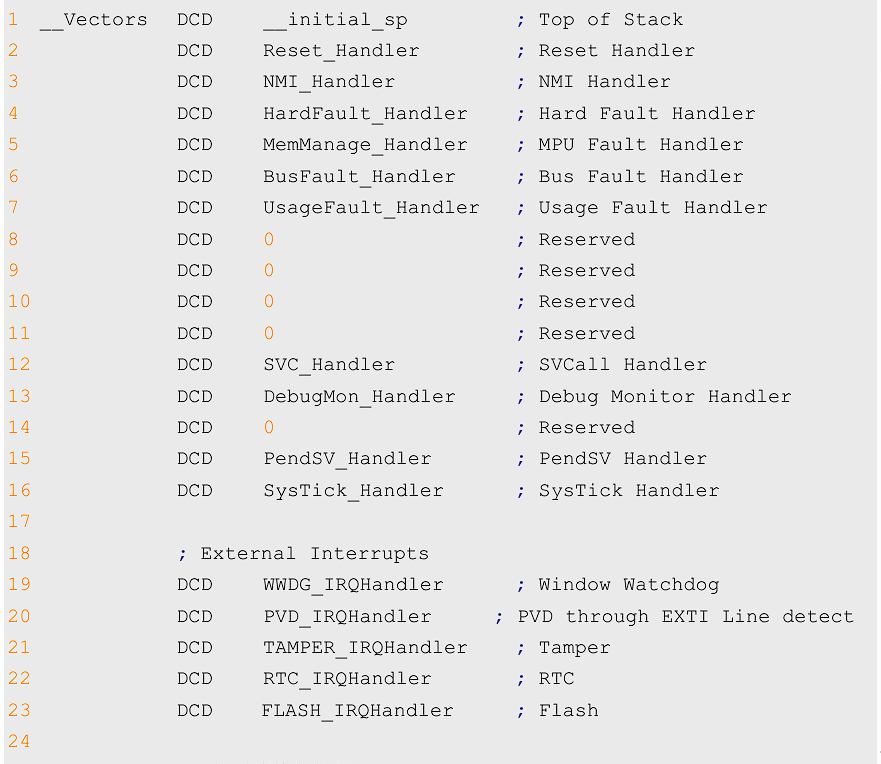 1 __Vectors DCD __initial_sp ; Top of Stack
2 DCD Reset_Handler ; Reset Handler
3 DCD NMI_Handler ; NMI Handler
4 DCD HardFault_Handler ; Hard Fault Handler
5 DCD MemManage_Handler ; MPU Fault Handler
6 DCD BusFault_Handler ; Bus Fault Handler
7 DCD UsageFault_Handler ; Usage Fault Handler
8 DCD 0 ; Reserved
9 DCD 0 ; Reserved
10 DCD 0 ; Reserved
11 DCD 0 ; Reserved
12 DCD SVC_Handler ; SVCall Handler
13 DCD DebugMon_Handler ; Debug Monitor Handler
14 DCD 0 ; Reserved
15 DCD PendSV_Handler ; PendSV Handler
16 DCD SysTick_Handler ; SysTick Handler
17
18 ; External Interrupts
19 DCD WWDG_IRQHandler ; Window Watchdog
20 DCD PVD_IRQHandler ; PVD through EXTI Line detect
21 DCD TAMPER_IRQHandler ; Tamper
22 DCD RTC_IRQHandler ; RTC
23 DCD FLASH_IRQHandler ; Flash
24